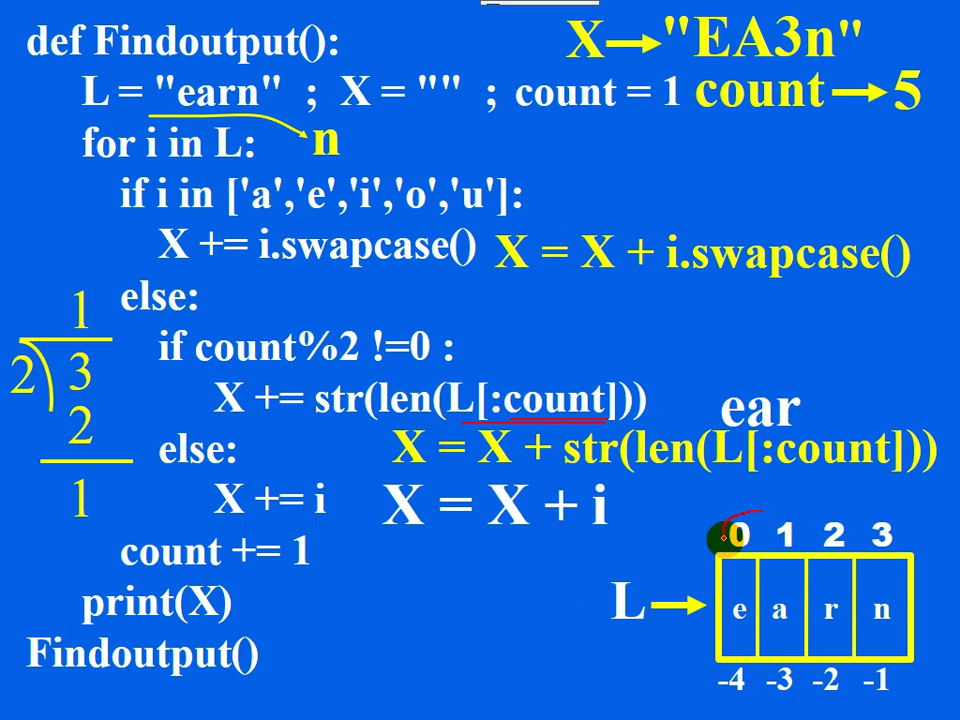 def Findoutput():
X → "EA3n"
L = "earn" ; X = "" ; count = 1
count → 5
for i in L:
n
if i in ['a','e','i','o','u']:
X += i.swapcase()
X = X + i.swapcase()
else:
if count%2 !=0 :
X += str(len(L[:count]))
ear
else:
X = X + str(len(L[:count]))
X += i
X = X + i
count += 1
print(X)
Findoutput()
1
2 3
2
1
0 1 2 3
L → e a r n
-4 -3 -2 -1